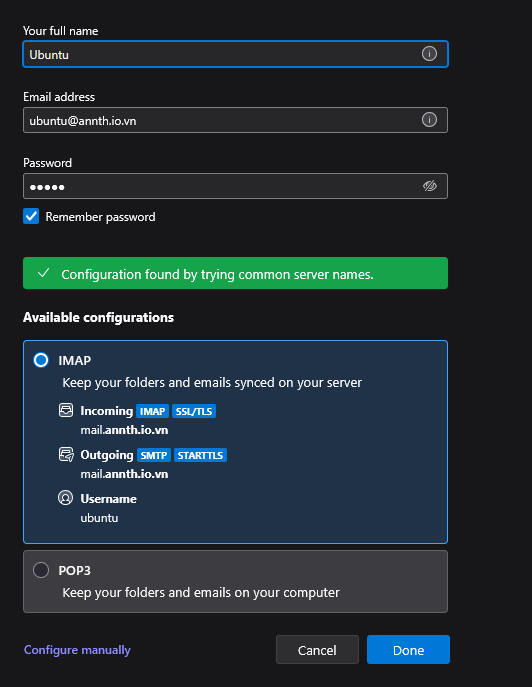 Your full name
Ubuntu
Email address
ubuntu@annth.io.vn
Password
●●●●●
Remember password
Configuration found by trying common server names.
Available configurations
IMAP
Keep your folders and emails synced on your server
Incoming IMAP SSL/TLS
mail.annth.io.vn
Outgoing SMTP STARTTLS
mail.annth.io.vn
Username
ubuntu
POP3
Keep your folders and emails on your computer
Configure manually Cancel Done